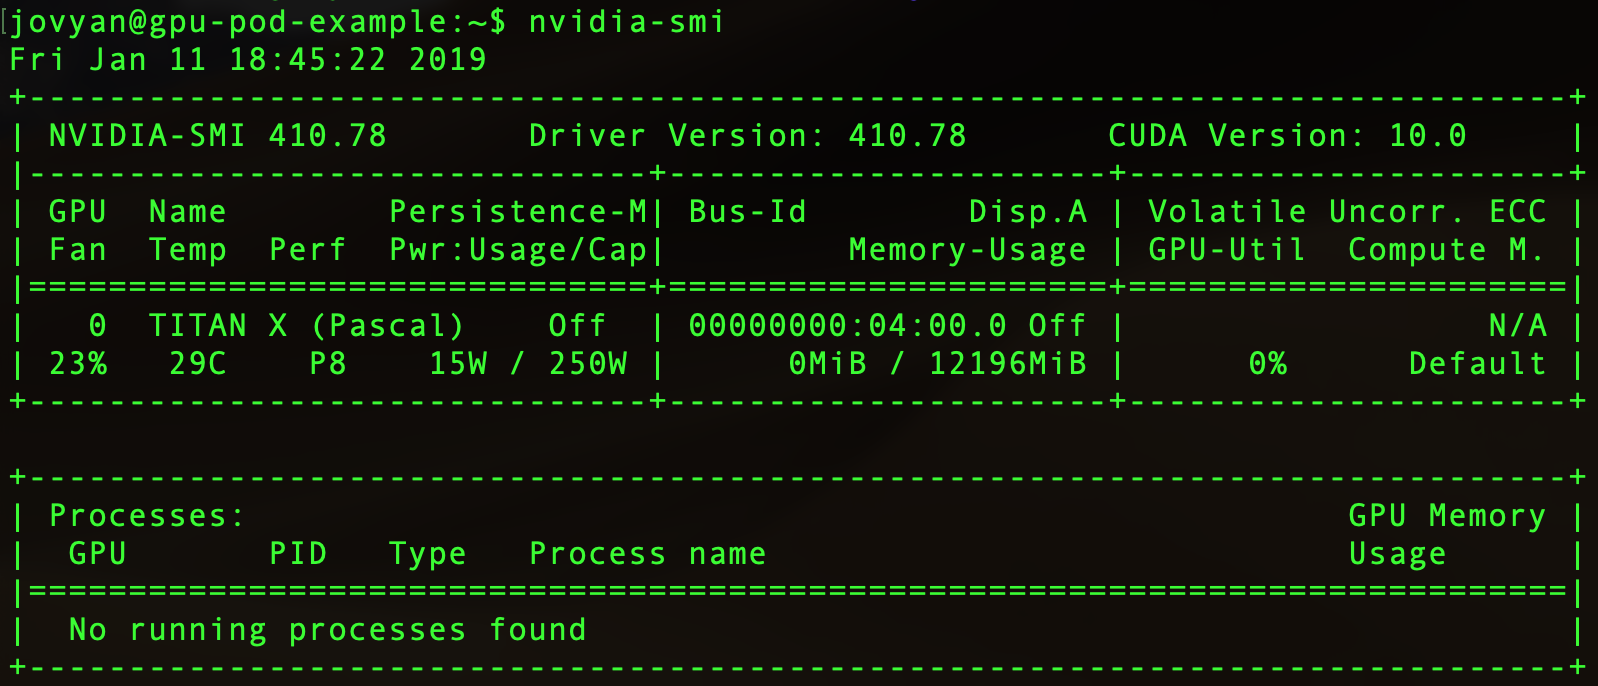 [jovyan@gpu-pod-example:~$ nvidia-smi
Fri Jan 11 18:45:22 2019
+-----------------------------------------------------------------------------+
| NVIDIA-SMI 410.78       Driver Version: 410.78       CUDA Version: 10.0     |
|-------------------------------+----------------------+----------------------+
| GPU  Name        Persistence-M| Bus-Id        Disp.A | Volatile Uncorr. ECC |
| Fan  Temp  Perf  Pwr:Usage/Cap|         Memory-Usage | GPU-Util  Compute M. |
|===============================+======================+======================|
|   0  TITAN X (Pascal)    Off  | 00000000:04:00.0 Off |                  N/A |
| 23%   29C    P8    15W / 250W |      0MiB / 12196MiB |      0%      Default |
+-------------------------------+----------------------+----------------------+

+-----------------------------------------------------------------------------+
| Processes:                                                       GPU Memory |
|  GPU       PID   Type   Process name                             Usage      |
|=============================================================================|
|  No running processes found                                                 |
+-----------------------------------------------------------------------------+